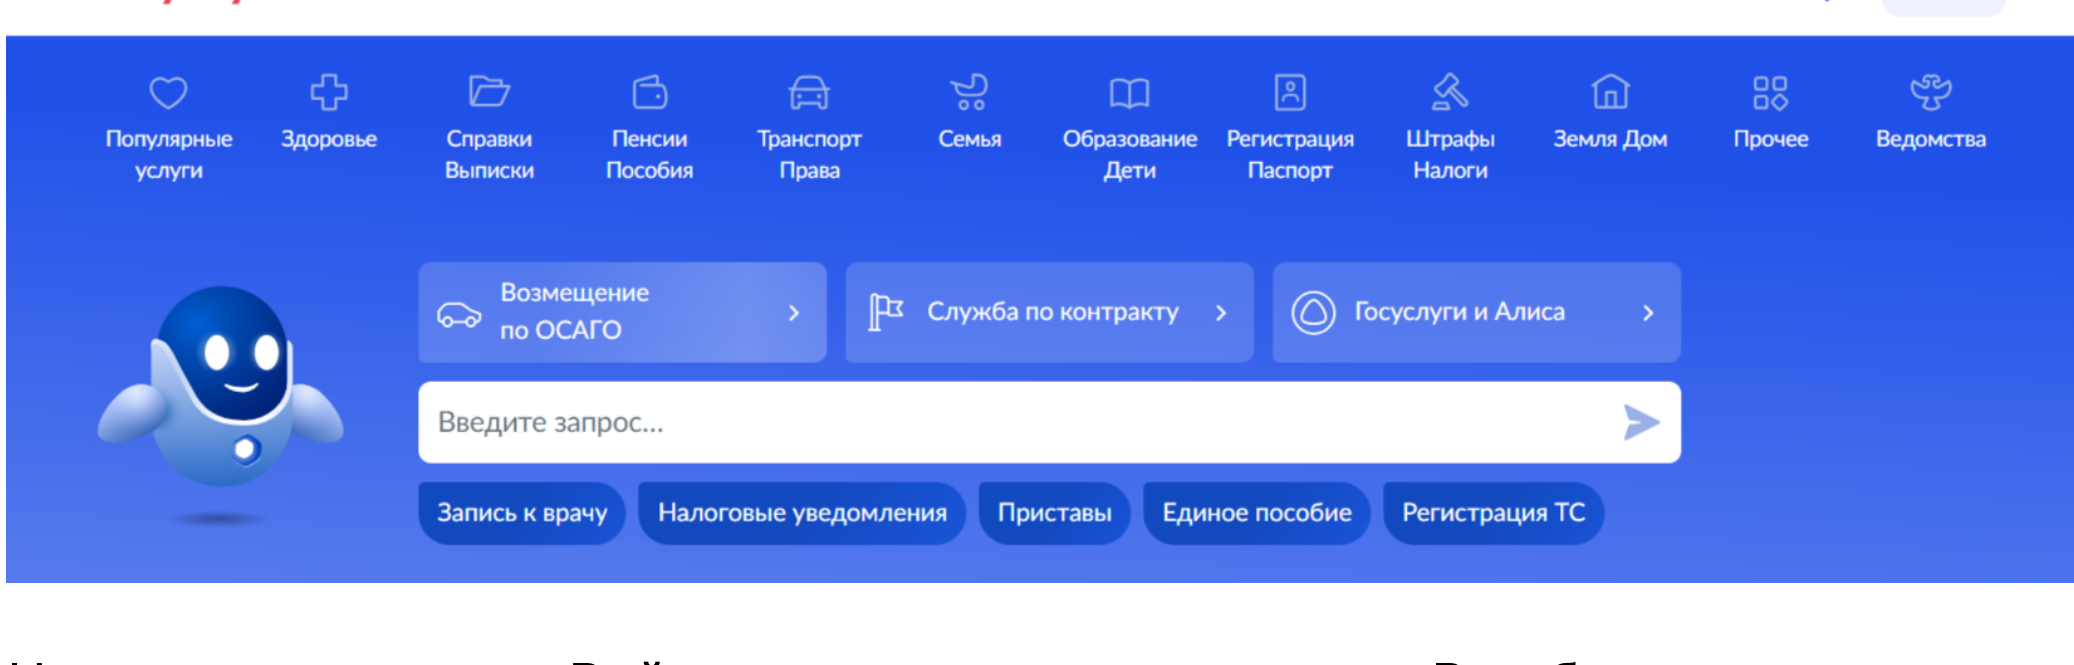 Популярные
услуги
Здоровье
Справки
Выписки
Пенсии
Пособия
Транспорт
Права
Семья
Образование
Дети
Регистрация
Паспорт
Штрафы
Налоги
Земля Дом
Прочее
Ведомства
Возмещение
по ОСАГО
Служба по контракту
Госуслуги и Алиса
Введите запрос...
Запись к врачу
Налоговые уведомления
Приставы
Единое пособие
Регистрация ТС